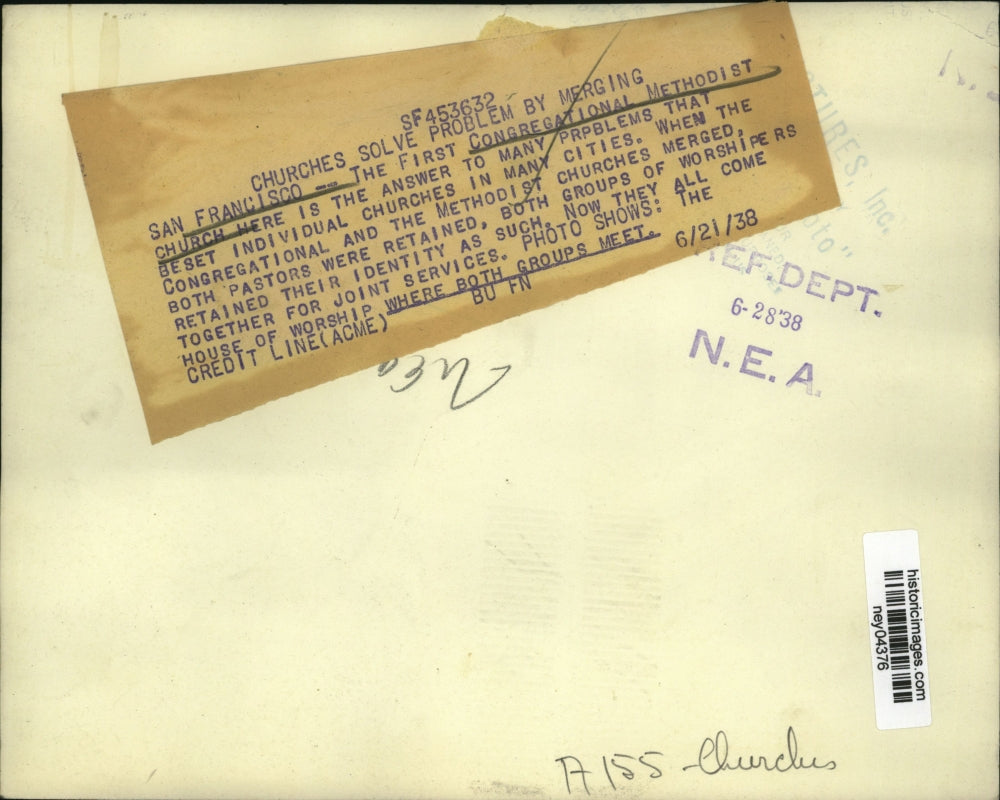 SF453632
CHURCHES SOLVE PROBLEM BY MERGING
SAN FRANCISCO -- THE FIRST CONGREGATIONAL METHODIST
CHURCH HERE IS THE ANSWER TO MANY PRPBLEMS THAT
BESET INDIVIDUAL CHURCHES IN MANY CITIES. WHEN THE
CONGREGATIONAL AND THE METHODIST CHURCHES MERGED,
BOTH PASTORS WERE RETAINED, BOTH GROUPS OF WORSHIPERS
RETAINED THEIR IDENTITY AS SUCH. NOW THEY ALL COME
TOGETHER FOR JOINT SERVICES. PHOTO SHOWS: THE
HOUSE OF WORSHIP WHERE BOTH GROUPS MEET.
CREDIT LINE(ACME) BU FN 6/21/38
TURES, Inc.
oto"
REF. DEPT.
6-28'38
N.E.A.
Nea
historicimages.com
ney04376
A155-Churches